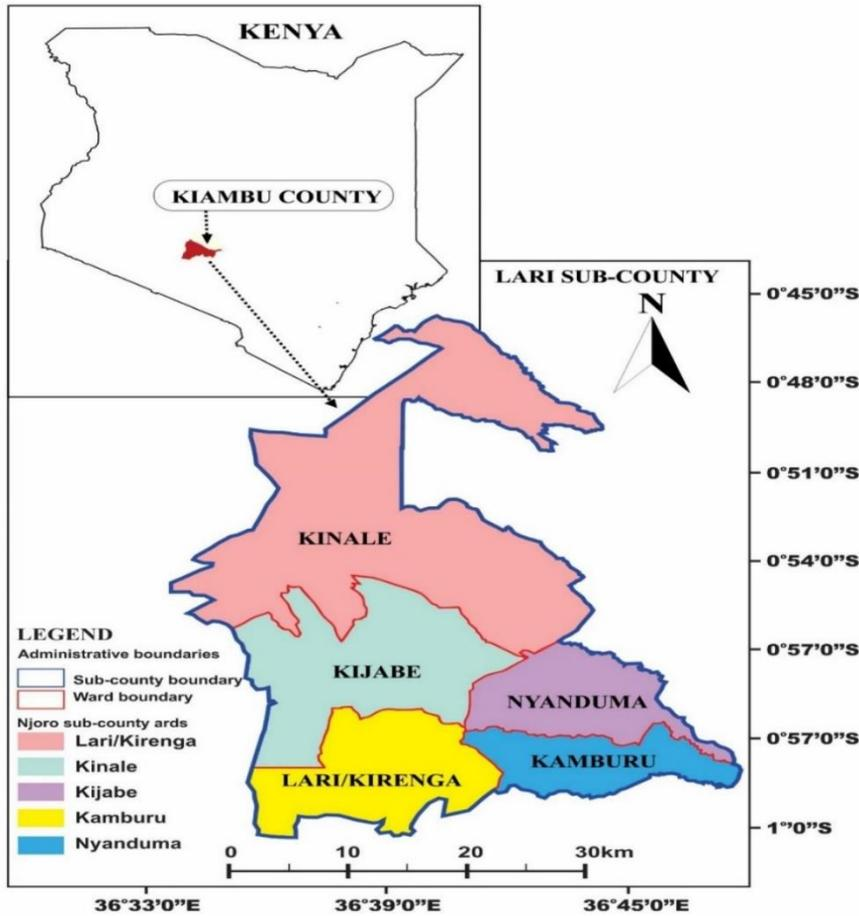 KENYA
KIAMBU COUNTY
LARI SUB-COUNTY
N
0°45’0”S
0°48’0”S
0°51’0”S
0°54’0”S
0°57’0”S
0°57’0”S
1°0’S
KINALE
KIJABE
NYANDUMA
KAMBURU
LARI/KIRENGA
LEGEND
Administrative boundaries
Sub-county boundary
Ward boundary
Njoro sub-county ards
Lari/Kirenga
Kinale
Kijabe
Kamburu
Nyanduma
0 10 20 30km
36°33’0”E 36°39’0”E 36°45’0”E